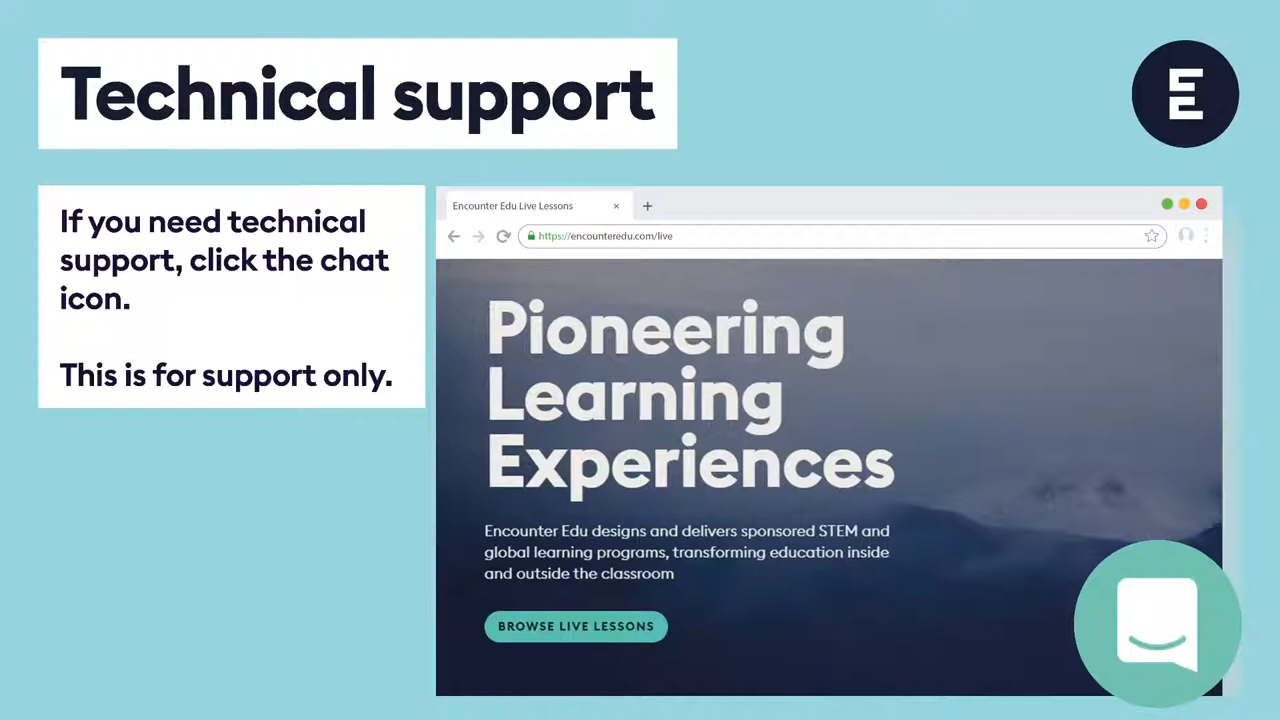 Technical support
If you need technical
support, click the chat
icon.
This is for support only.
Encounter Edu Live Lessons
https://encounteredu.com/live
Pioneering
Learning
Experiences
Encounter Edu designs and delivers sponsored STEM and
global learning programs, transforming education inside
and outside the classroom
BROWSE LIVE LESSONS